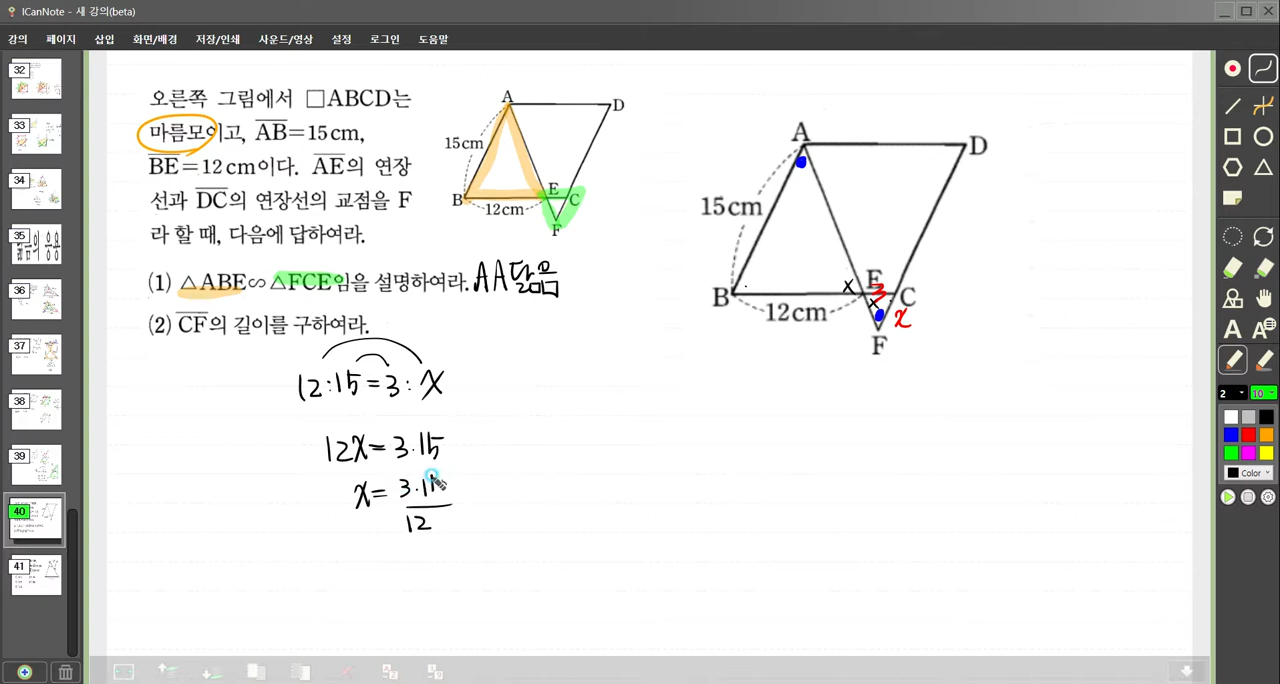 ICanNote - 새 강의(beta)
강의 페이지 삽입 화면/배경 저장/인쇄 사운드/영상 설정 로그인 도움말
32
33
34
35
36
37
38
39
40
41
오른쪽 그림에서 □ABCD는
마름모이고, AB=15cm,
BE=12cm이다. AE의 연장
선과 DC의 연장선의 교점을 F
라 할 때, 다음에 답하여라.
(1) △ABE∽△FCE임을 설명하여라. AA닮음
(2) CF의 길이를 구하여라.
A
D
15cm
B
E
C
12cm
F
12:15=3:x
12x=3·15
x=3·1
12
A
D
15cm
B
x
E
3
C
12cm
x
x
F
A
A
2
10
Color